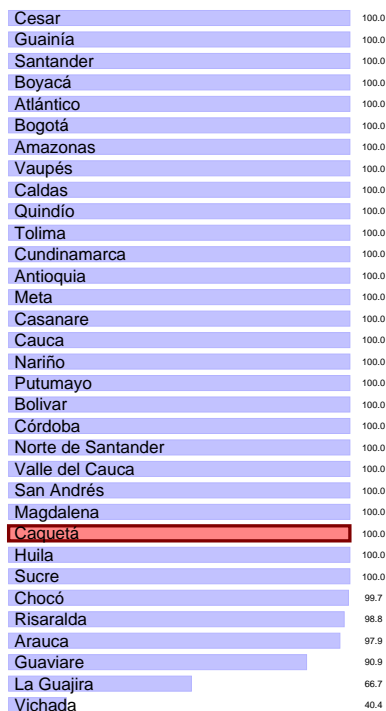 Cesar 100.0
Guainía 100.0
Santander 100.0
Boyacá 100.0
Atlántico 100.0
Bogotá 100.0
Amazonas 100.0
Vaupés 100.0
Caldas 100.0
Quindío 100.0
Tolima 100.0
Cundinamarca 100.0
Antioquia 100.0
Meta 100.0
Casanare 100.0
Cauca 100.0
Nariño 100.0
Putumayo 100.0
Bolivar 100.0
Córdoba 100.0
Norte de Santander 100.0
Valle del Cauca 100.0
San Andrés 100.0
Magdalena 100.0
Caquetá 100.0
Huila 100.0
Sucre 100.0
Chocó 99.7
Risaralda 98.8
Arauca 97.9
Guaviare 90.9
La Guajira 66.7
Vichada 40.4